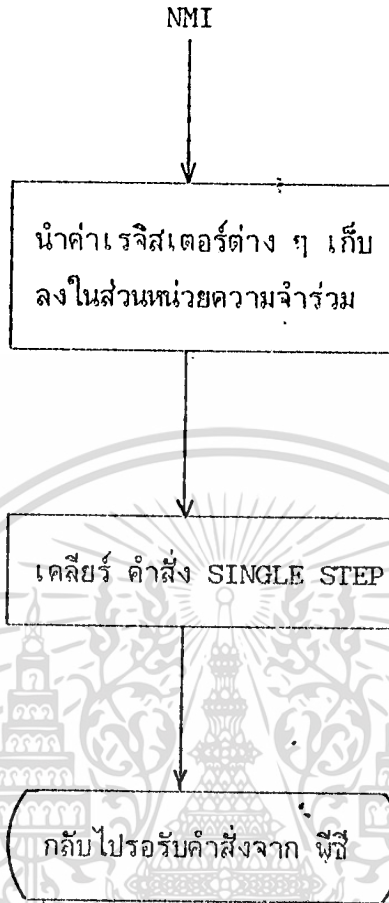 NMI
นำค่าเรจิสเตอร์ต่าง ๆ เก็บ
ลงในส่วนหน่วยความจำร่วม
เคลียร์ คำสั่ง SINGLE STEP
กลับไปรอรับคำสั่งจาก พีซี